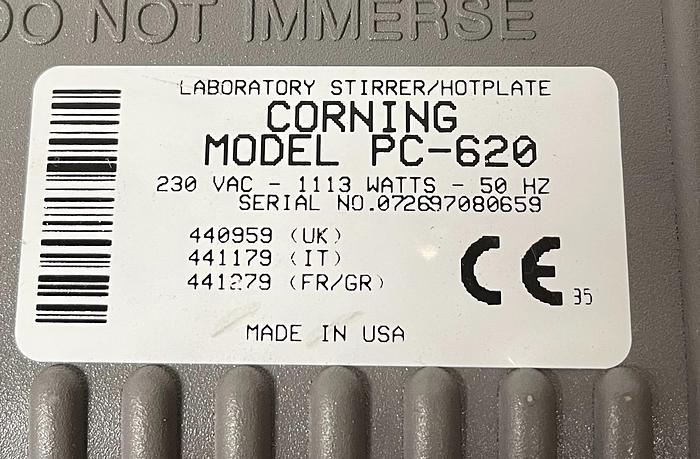 DO NOT IMMERSE
LABORATORY STIRRER/HOTPLATE
CORNING
MODEL PC-620
230 VAC - 1113 WATTS - 50 HZ
SERIAL NO.072697080659
440959 (UK)
441179 (IT)
441279 (FR/GR)
CE 95
MADE IN USA